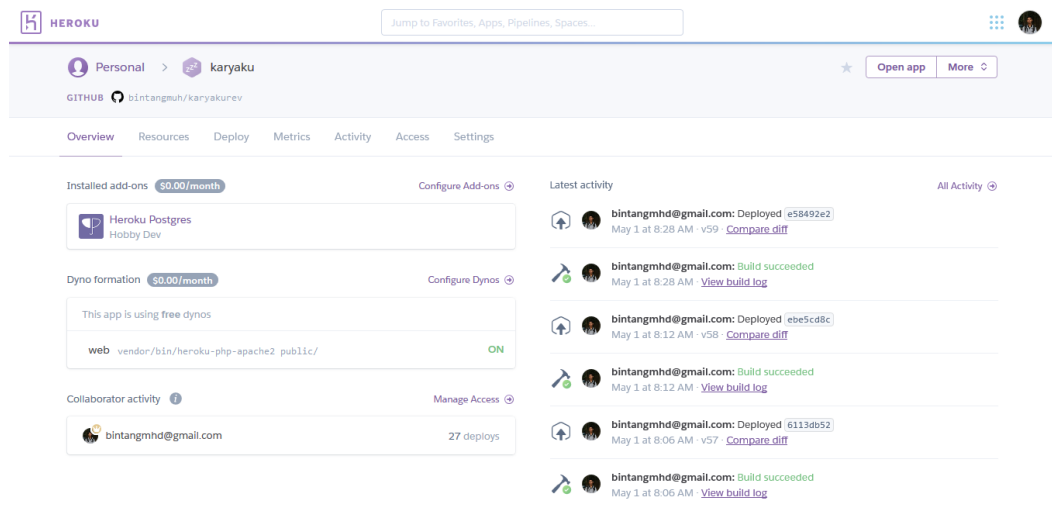 HEROKU
Jump to Favorites, Apps, Pipelines, Spaces...
Personal > karyaku
Open app
More
GITHUB bintangmuh/karyakurev
Overview Resources Deploy Metrics Activity Access Settings
Installed add-ons $0.00/month
Configure Add-ons
Heroku Postgres
Hobby Dev
Dyno formation $0.00/month
Configure Dynos
This app is using free dynos
web vendor/bin/heroku-php-apache2 public/ ON
Collaborator activity i
Manage Access
bintangmhd@gmail.com 27 deploys
Latest activity
All Activity
bintangmhd@gmail.com: Deployed e58492e2
May 1 at 8:28 AM · v59 · Compare diff
bintangmhd@gmail.com: Build succeeded
May 1 at 8:28 AM · View build log
bintangmhd@gmail.com: Deployed ebe5cd8c
May 1 at 8:12 AM · v58 · Compare diff
bintangmhd@gmail.com: Build succeeded
May 1 at 8:12 AM · View build log
bintangmhd@gmail.com: Deployed 6113db52
May 1 at 8:06 AM · v57 · Compare diff
bintangmhd@gmail.com: Build succeeded
May 1 at 8:06 AM · View build log